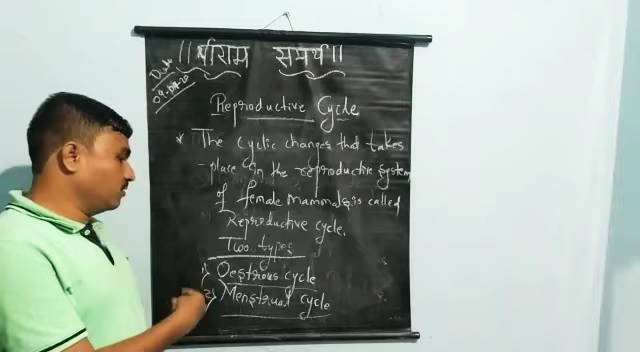 ॥ श्रीराम समर्थ ॥
Date
Reproductive Cycle
* The cyclic changes that takes
place in the reproductive system
of female mammals, is called
Reproductive cycle.
Two types
1) Oestrous cycle
2) Menstrual cycle